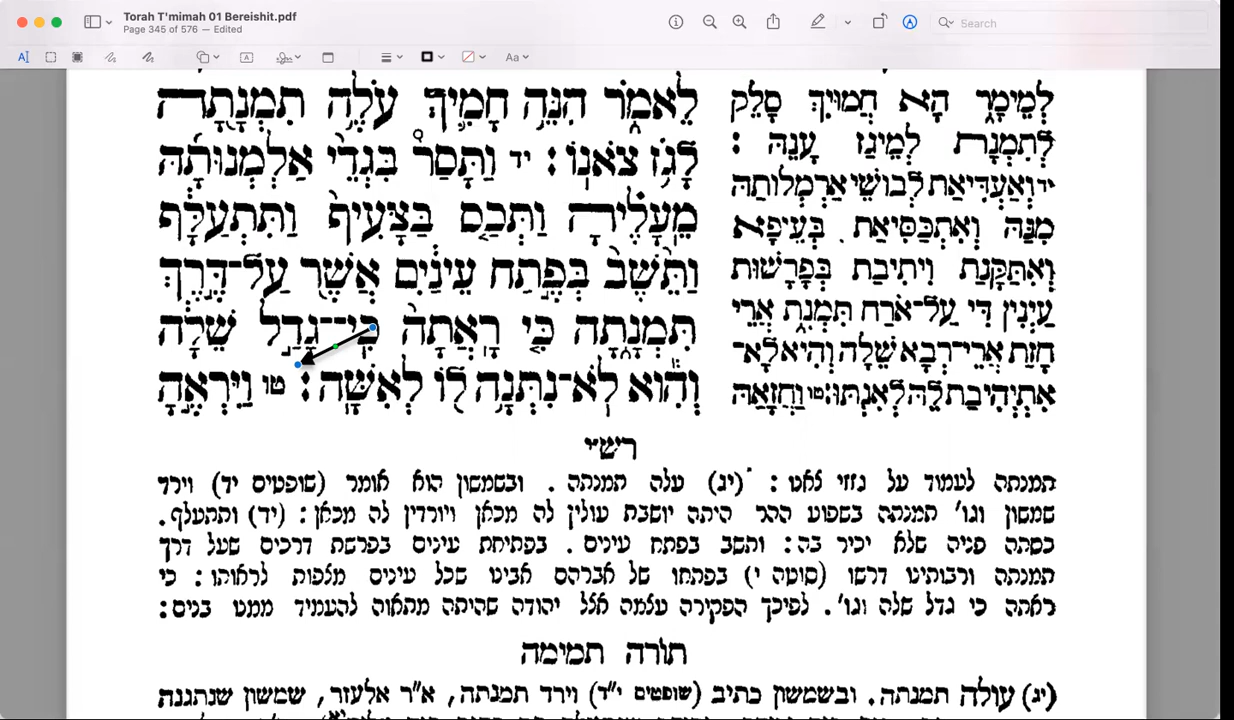 Torah T'mimah 01 Bereishit.pdf
Page 345 of 576 — Edited
Search
Aa
לֵאמֹר הִנֵּה חָמִיךְ עֹלֶה תִמְנָתָה
לָגֹז צֹאנוֹ : יד וַתָּסַר בִּגְדֵי אַלְמְנוּתָהּ
מֵעָלֶיהָ וַתְּכַס בַּצָּעִיף וַתִּתְעַלָּף
וַתֵּשֶׁב בְּפֶתַח עֵינַיִם אֲשֶׁר עַל־דֶּרֶךְ
תִּמְנָתָה כִּי רָאֲתָה כִּי־גָדַל שֵׁלָה
וְהִוא לֹא־נִתְּנָה לוֹ לְאִשָּׁה : טו וַיִּרְאֶהָ
לְמֵימָר הָא חֲמוּיִךְ סָלֵק
לְתִמְנָת לְמִיגַז עָנֵהּ :
יד וְאַעְדִּיאַת לְבוּשֵׁי אַרְמְלוּתַהּ
מִנַּהּ וְאִתְכַּסִּיאַת בְּעֵיפָא
וְאִתַּקָּנַת וִיתִיבַת בְּפָרָשׁוּת
עַיְנִין דִּי עַל־אֹרַח תִּמְנָת אֲרֵי
חֲזָת אֲרֵי־רְבָא שֵׁלָה וְהִיא לָא־
אִתְיְהִיבַת לֵהּ לְאִנְתּוּ : טו וַחֲזָאַהּ
רש״י
תמנתה לעמוד על גוזי צאנו : (יג) עלה תמנתה . ובשמשון הוא אומר (שופטים יד) וירד
שמשון וגו' תמנתה בשפוע ההר היתה יושבת עולין לה מכאן ויורדין לה מכאן : (יד) ותתעלף.
כסתה פניה שלא יכיר בה : ותשב בפתח עינים . בפתיחת עינים בפרשת דרכים שעל דרך
תמנתה ורבותינו דרשו (סוטה י) בפתחו של אברהם אבינו שכל עינים מצפות לראותו : כי
ראתה כי גדל שלה וגו'. לפיכך הפקירה עצמה אצל יהודה שהיתה מתאוה להעמיד ממנו בנים :
תורה תמימה
(יג) עולה תמנתה. ובשמשון כתיב (שופטים י״ד) וירד תמנתה, א״ר אלעזר, שמשון שנתגנה